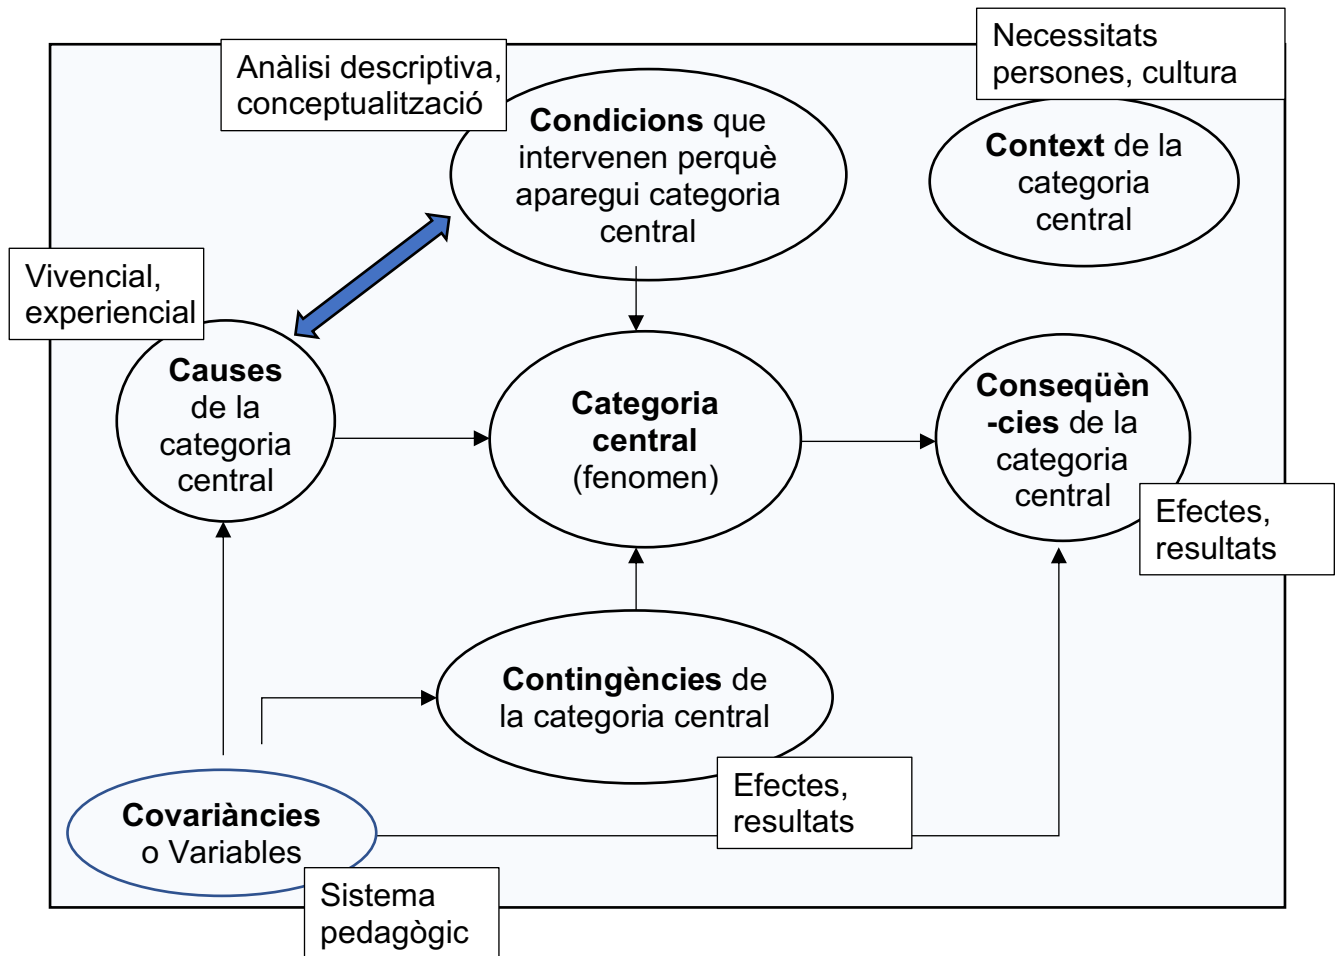 Necessitats
persones, cultura
Anàlisi descriptiva,
conceptualització
Condicions que
intervenen perquè
aparegui categoria
central
Context de la
categoria
central
Vivencial,
experiencial
Causes
de la
categoria
central
Categoria
central
(fenomen)
Conseqüèn
-cies de la
categoria
central
Efectes,
resultats
Contingències de
la categoria central
Efectes,
resultats
Covariàncies
o Variables
Sistema
pedagògic